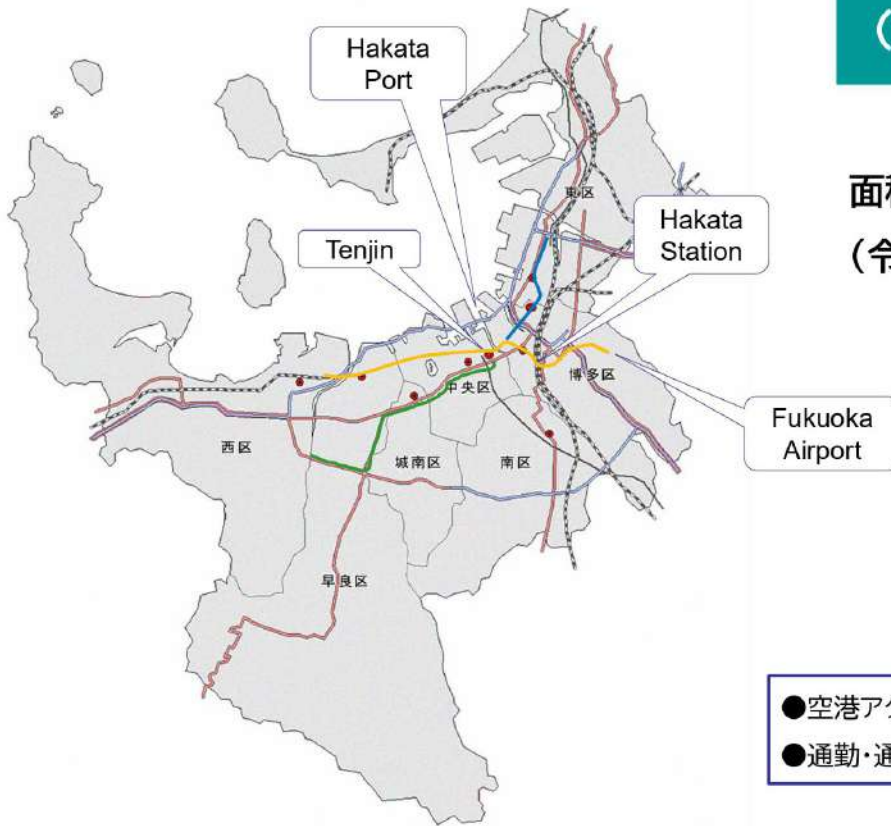 Hakata
Port
東区
Hakata
Station
Tenjin
中央区
博多区
Fukuoka
Airport
西区
城南区
南区
早良区
面
(令
●空港ア
●通勤・通